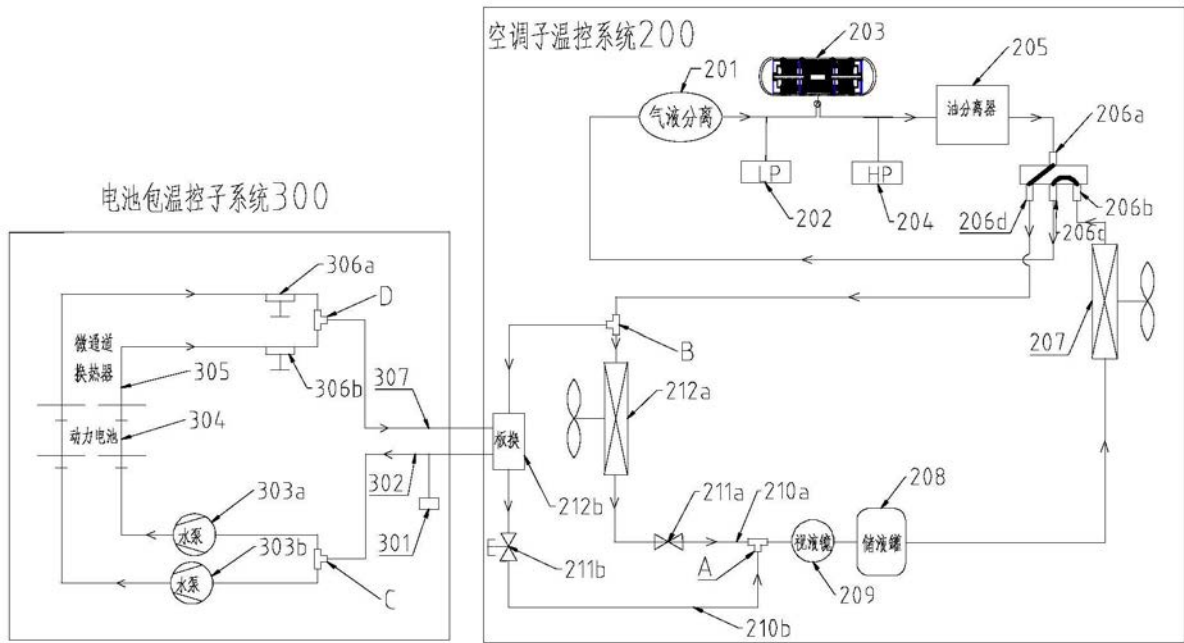 空调子温控系统200
203
201
205
气液分离
油分离器
206a
LP
HP
202
204
206d
206c
206b
207
电池包温控子系统300
306a
D
微通道
换热器
305
306b
307
304
动力电池
303a
水泵
303b
水泵
302
301
C
B
212a
板换
212b
211a
210a
208
A
视液镜
储液罐
209
211b
210b